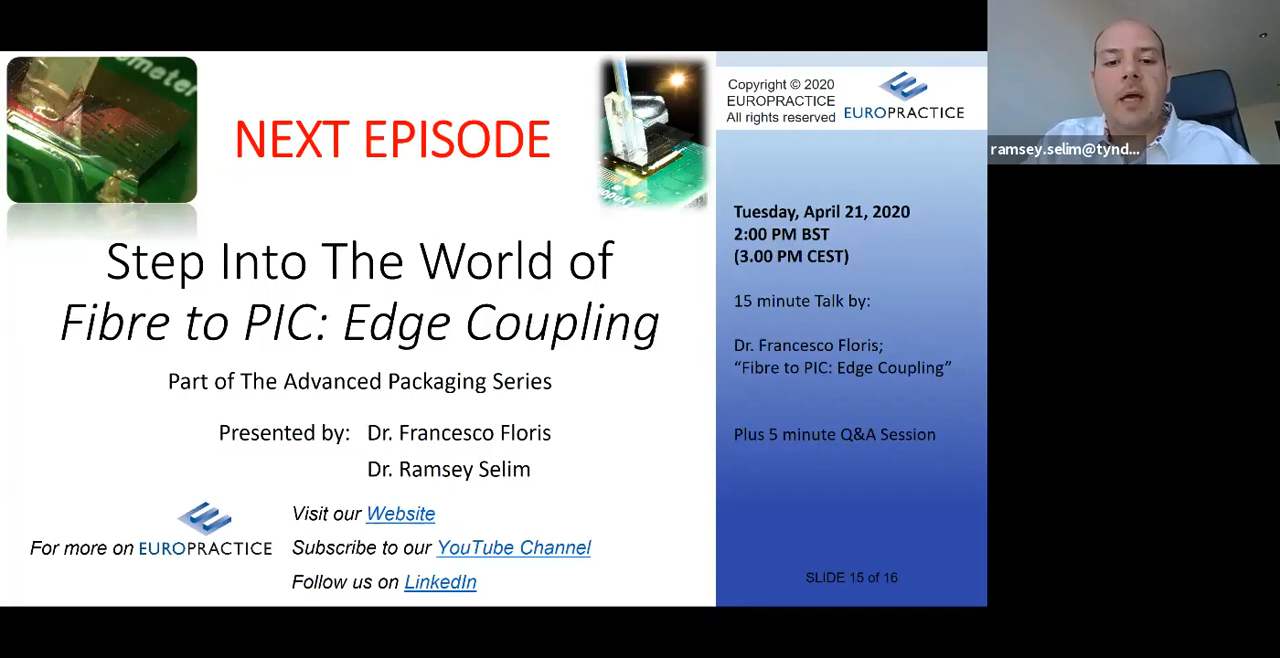 ometer
NEXT EPISODE
Step Into The World of
Fibre to PIC: Edge Coupling
Part of The Advanced Packaging Series
Presented by: Dr. Francesco Floris
Dr. Ramsey Selim
For more on EUROPRACTICE
Visit our Website
Subscribe to our YouTube Channel
Follow us on LinkedIn
Copyright © 2020
EUROPRACTICE
All rights reserved
EUROPRACTICE
Tuesday, April 21, 2020
2:00 PM BST
(3.00 PM CEST)
15 minute Talk by:
Dr. Francesco Floris;
“Fibre to PIC: Edge Coupling”
Plus 5 minute Q&A Session
SLIDE 15 of 16
ramsey.selim@tynd...